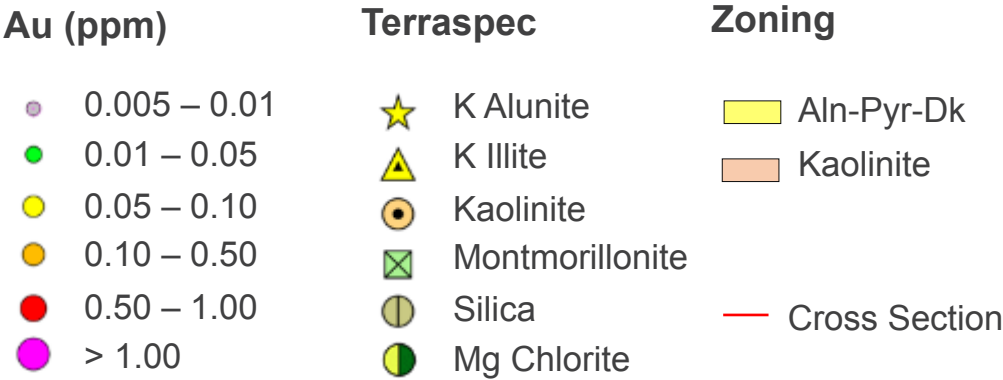 Au (ppm)
0.005 – 0.01
0.01 – 0.05
0.05 – 0.10
0.10 – 0.50
0.50 – 1.00
> 1.00
Terraspec
K Alunite
K Illite
Kaolinite
Montmorillonite
Silica
Mg Chlorite
Zoning
Aln-Pyr-Dk
Kaolinite
Cross Section